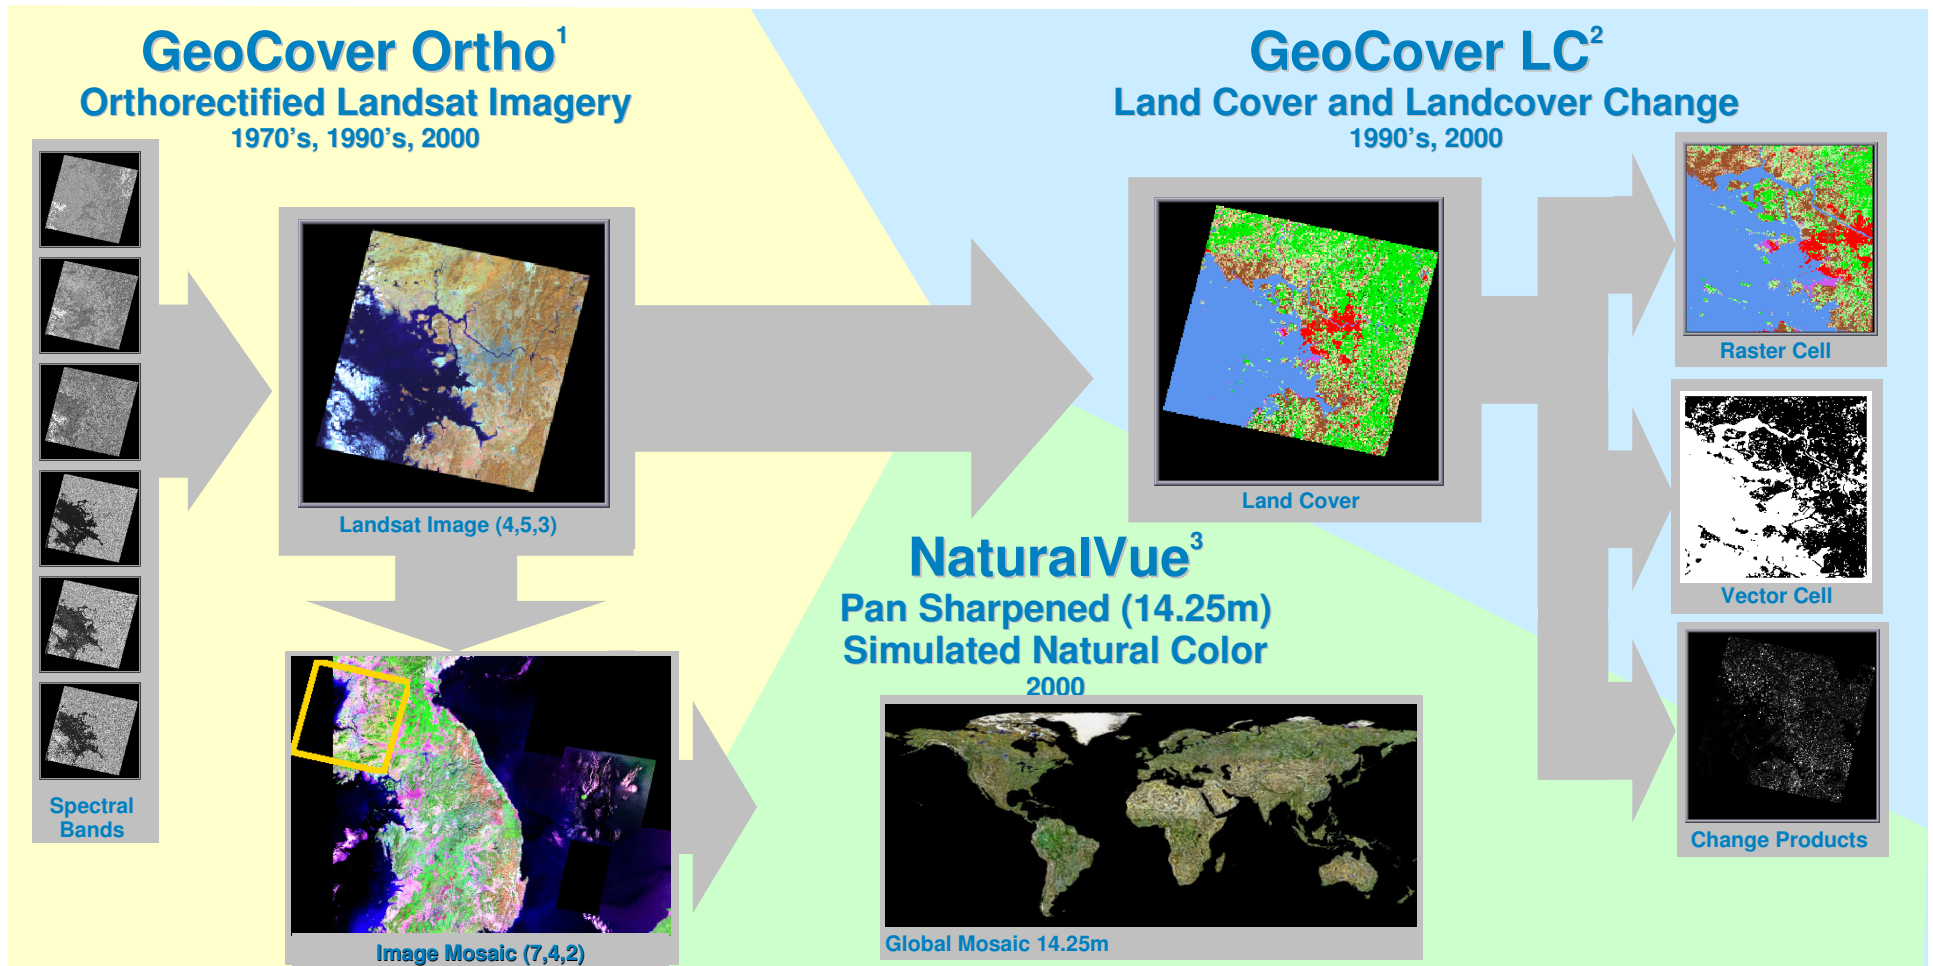 GeoCover Ortho¹
Orthorectified Landsat Imagery
1970's, 1990's, 2000
Spectral
Bands
Landsat Image (4,5,3)
Image Mosaic (7,4,2)
GeoCover LC²
Land Cover and Landcover Change
1990's, 2000
Land Cover
Raster Cell
Vector Cell
Change Products
NaturalVue³
Pan Sharpened (14.25m)
Simulated Natural Color
2000
Global Mosaic 14.25m